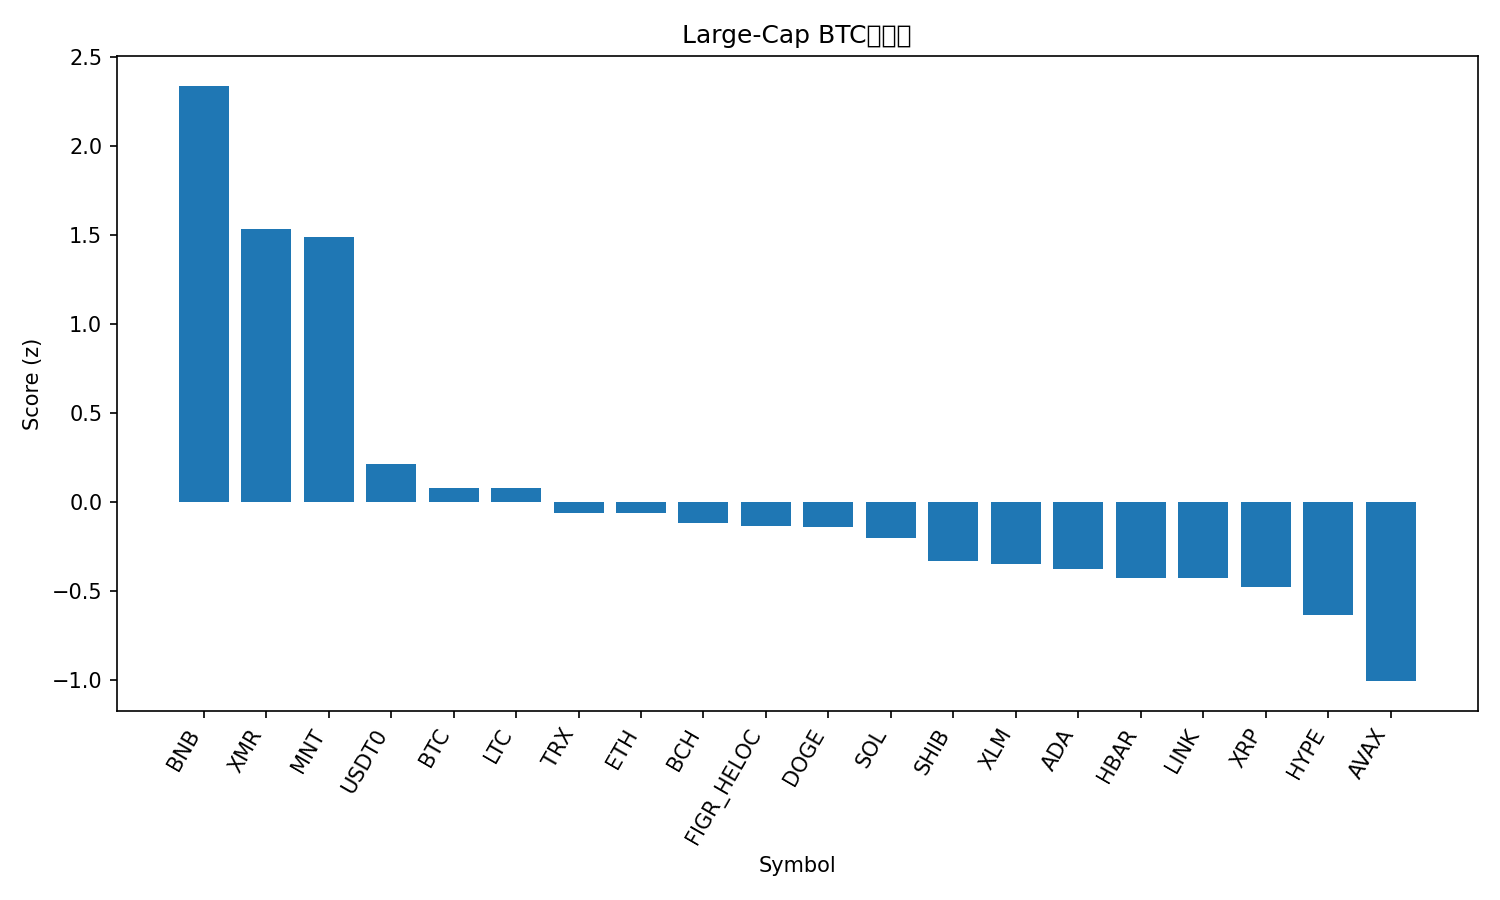 Large-Cap BTC
Score (z)
2.5
2.0
1.5
1.0
0.5
0.0
−0.5
−1.0
BNB
XMR
MNT
USDT0
BTC
LTC
TRX
ETH
BCH
FIGR_HELOC
DOGE
SOL
SHIB
XLM
ADA
HBAR
LINK
XRP
HYPE
AVAX
Symbol